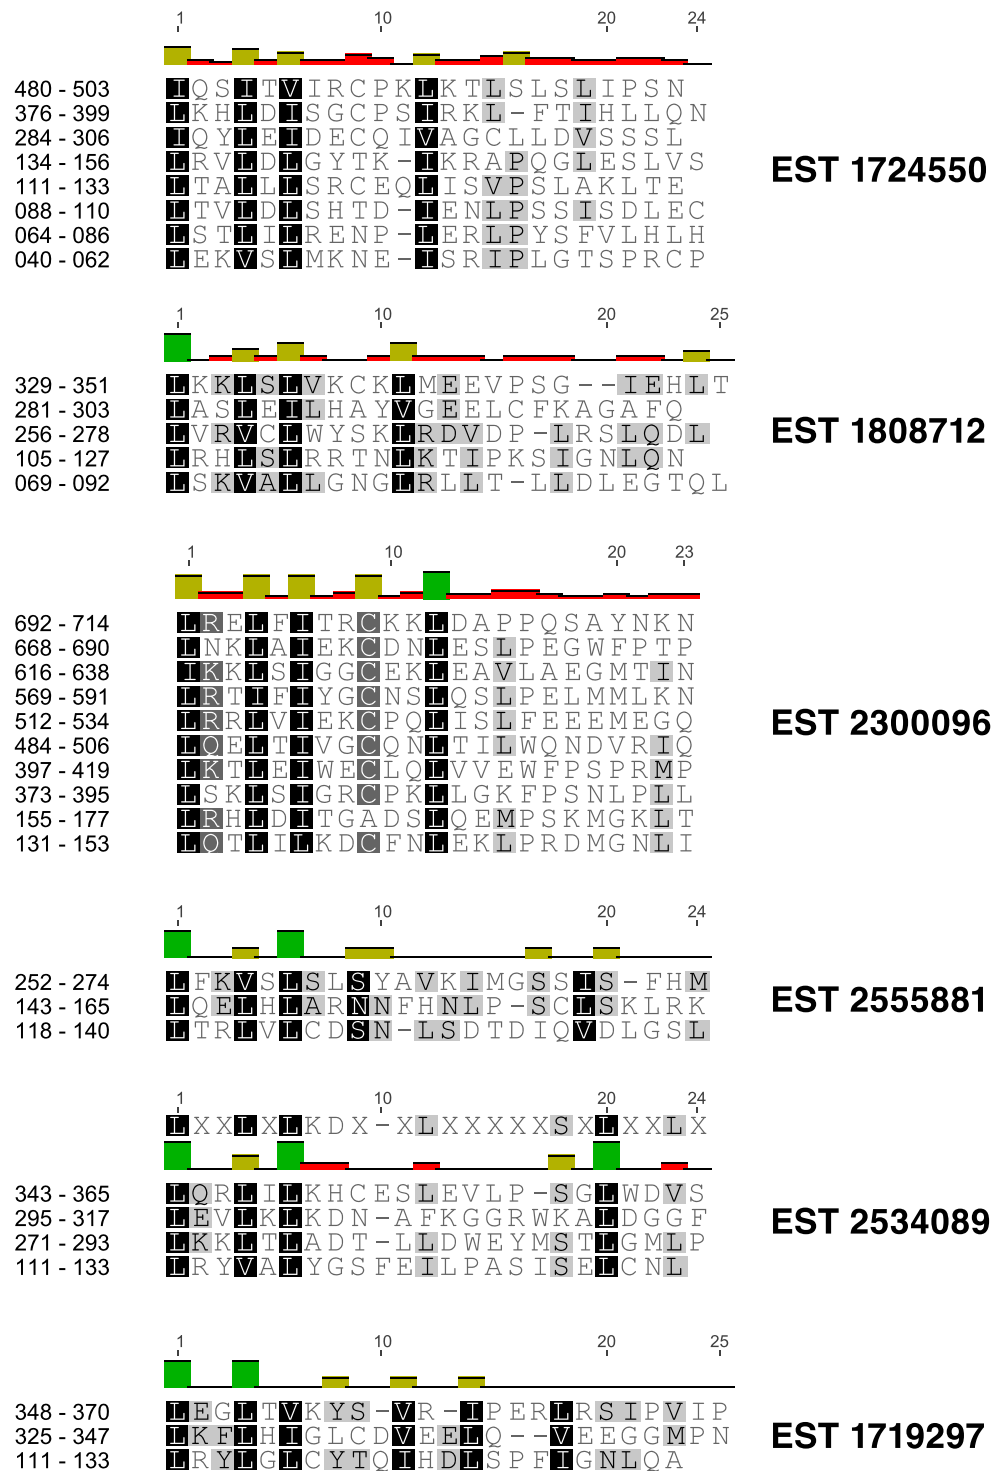 1 10 20 24
480 - 503 IQSITVIRCPKLKTLSLSLIPSN
376 - 399 LKHLDISGCPSIRKL-FTIHLLQN
284 - 306 IQYLEIDECQIVAGCLLDVSSSL
134 - 156 LRVLDLGYTK-IKRAPQGLESLVS
111 - 133 LTALLLSRCEQLISVPSLAKLTE
088 - 110 LTVLDLSHTD-IENLPSSISDLEC
064 - 086 LSTLILRENP-LERLPYSFVLHLH
040 - 062 LEKVSLMKNE-ISRIPLGTSPRCP
EST 1724550
1 10 20 25
329 - 351 LKKLSLVKCKLMEEVPSG--IEHLT
281 - 303 LASLEILHAYVGEELCFKAGAFQ
256 - 278 LVRVCLWYSKLRDVDP-LRSLQDL
105 - 127 LRHLSLRRTNLKTIPKSIGNLQN
069 - 092 LSKVALLGNGLRLLT-LLDLEGTQL
EST 1808712
1 10 20 23
692 - 714 LRELFITRCKKLDAPPQSAYNKN
668 - 690 LNKLAIEKCDNLESLPEGWFPTP
616 - 638 IKKLSIGGCEKLEAVLAEGMTIN
569 - 591 LRTIFIYGCNSLQSLPELMMLKN
512 - 534 LRRLVIEKCPQLISLFEEEMEGQ
484 - 506 LQELTIVGCQNLTILWQNDVRIQ
397 - 419 LKTLEIWECLQLVVEWFPSPRMP
373 - 395 LSKLSIGRCPKLLGKFPSNLPLL
155 - 177 LRHLDITGADSLQEMPSKMGKLT
131 - 153 LQTLILKDCFNLEKLPRDMGNLI
EST 2300096
1 10 20 24
252 - 274 LFKVSLSLSYAVKIMGSSIS-FHM
143 - 165 LQELHLARNNFHNLP-SCLSKLRK
118 - 140 LTRLVLCDSN-LSDTDIQVDLGSL
EST 2555881
1 10 20 24
LXXLXLKDX-XLXXXXXSXLXXLX
343 - 365 LQRLILKHCESLEVLP-SGLWDVS
295 - 317 LEVLKLKDN-AFKGGRWKALDGGF
271 - 293 LKKLTLADT-LLDWEYMSTLGMLP
111 - 133 LRYVALYGSFEILPASISELCNL
EST 2534089
1 10 20 25
348 - 370 LEGLTVKYS-VR-IPERLRSIPVIP
325 - 347 LKFLHIGLCDVEELQ--VEEGGMPN
111 - 133 LRYLGLCYTQIHDLSPFIGNLQA
EST 1719297